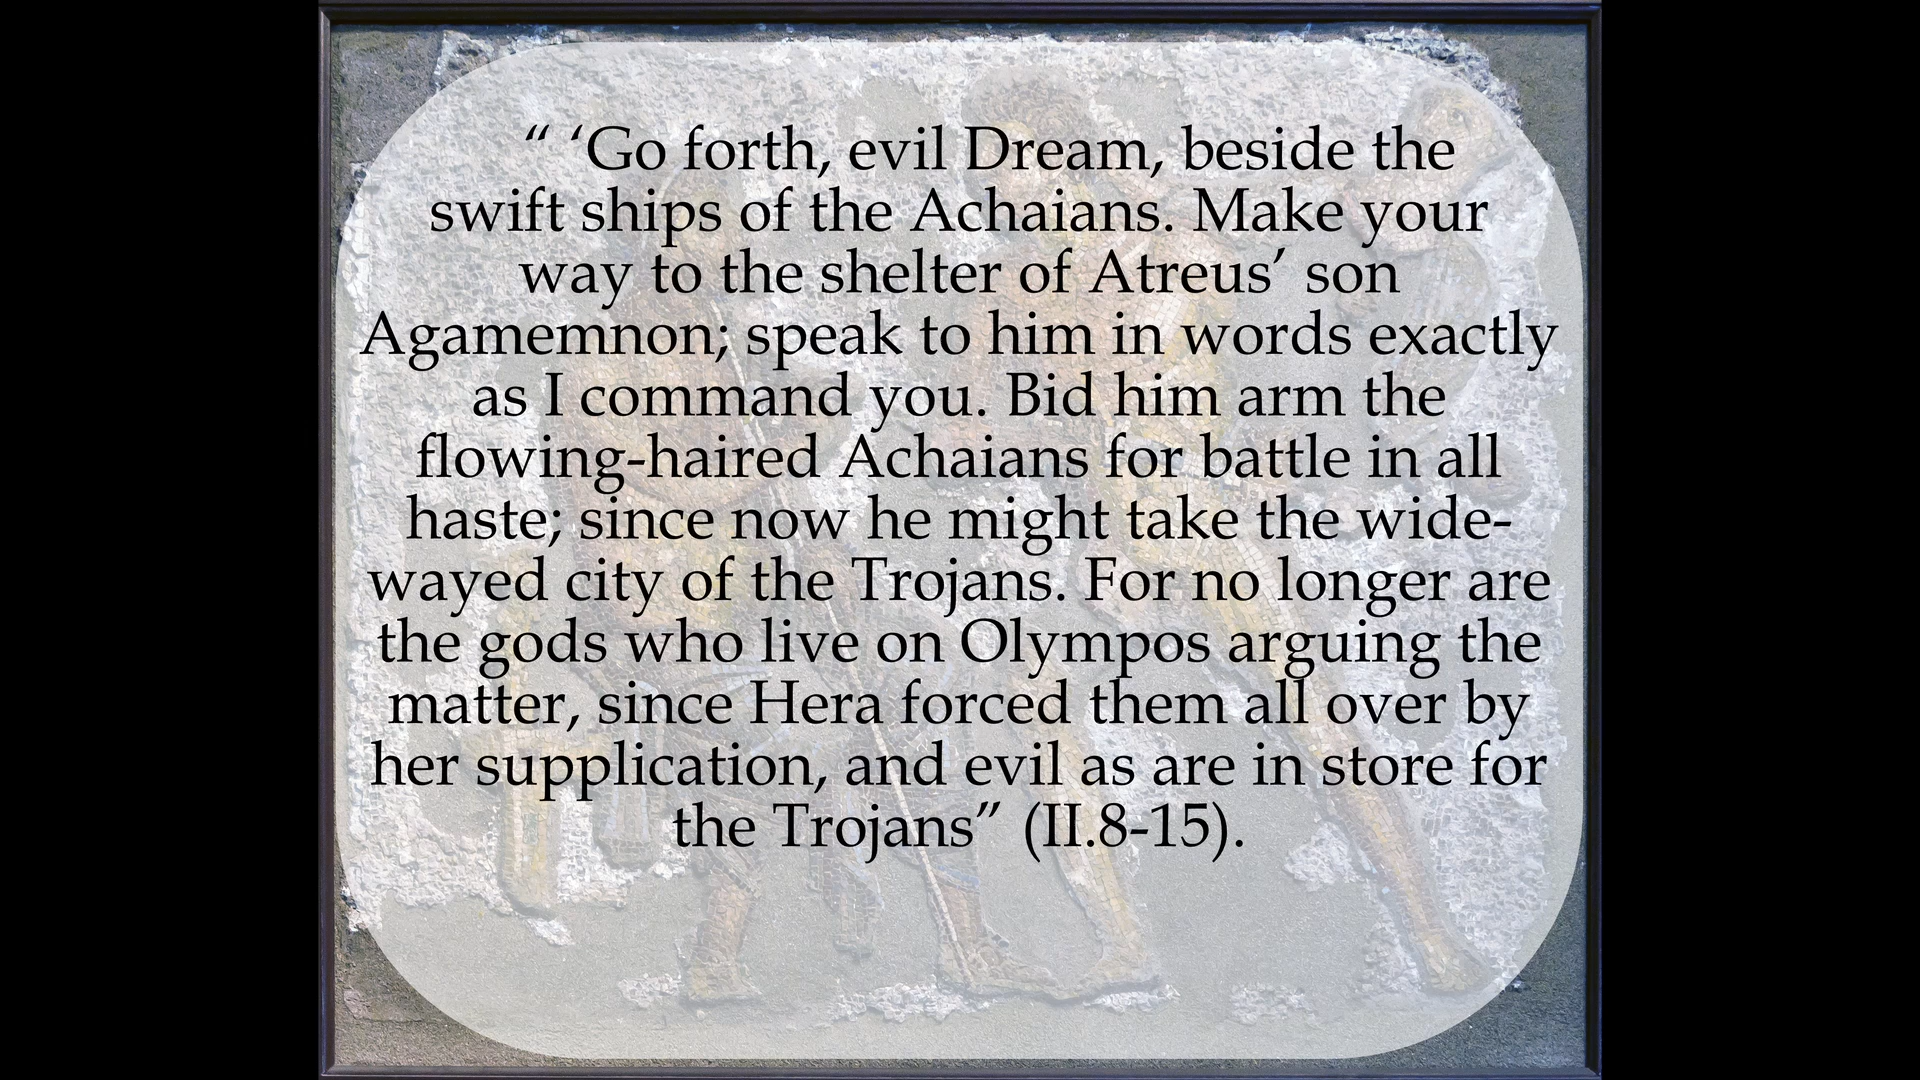 “ ‘Go forth, evil Dream, beside the
swift ships of the Achaians. Make your
way to the shelter of Atreus’ son
Agamemnon; speak to him in words exactly
as I command you. Bid him arm the
flowing-haired Achaians for battle in all
haste; since now he might take the wide-
wayed city of the Trojans. For no longer are
the gods who live on Olympos arguing the
matter, since Hera forced them all over by
her supplication, and evil as are in store for
the Trojans” (II.8-15).